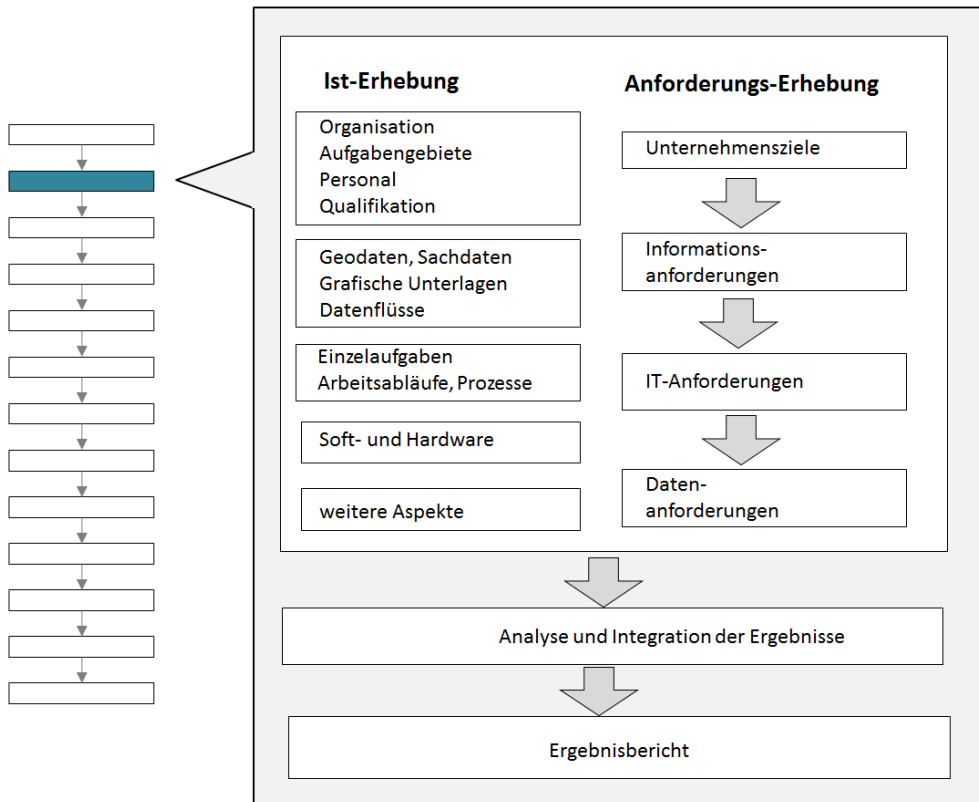 Ist-Erhebung
Organisation
Aufgabengebiete
Personal
Qualifikation
Geodaten, Sachdaten
Grafische Unterlagen
Datenflüsse
Einzelaufgaben
Arbeitsabläufe, Prozesse
Soft- und Hardware
weitere Aspekte
Anforderungs-Erhebung
Unternehmensziele
Informations-
anforderungen
IT-Anforderungen
Daten-
anforderungen
Analyse und Integration der Ergebnisse
Ergebnisbericht